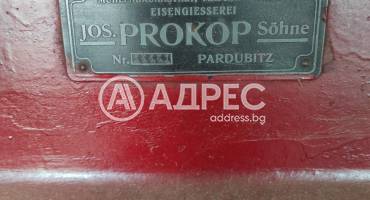 EISENGIESSEREI
JOS. PROKOP Söhne
Nr. PARDUBITZ
АДРЕС
address.bg